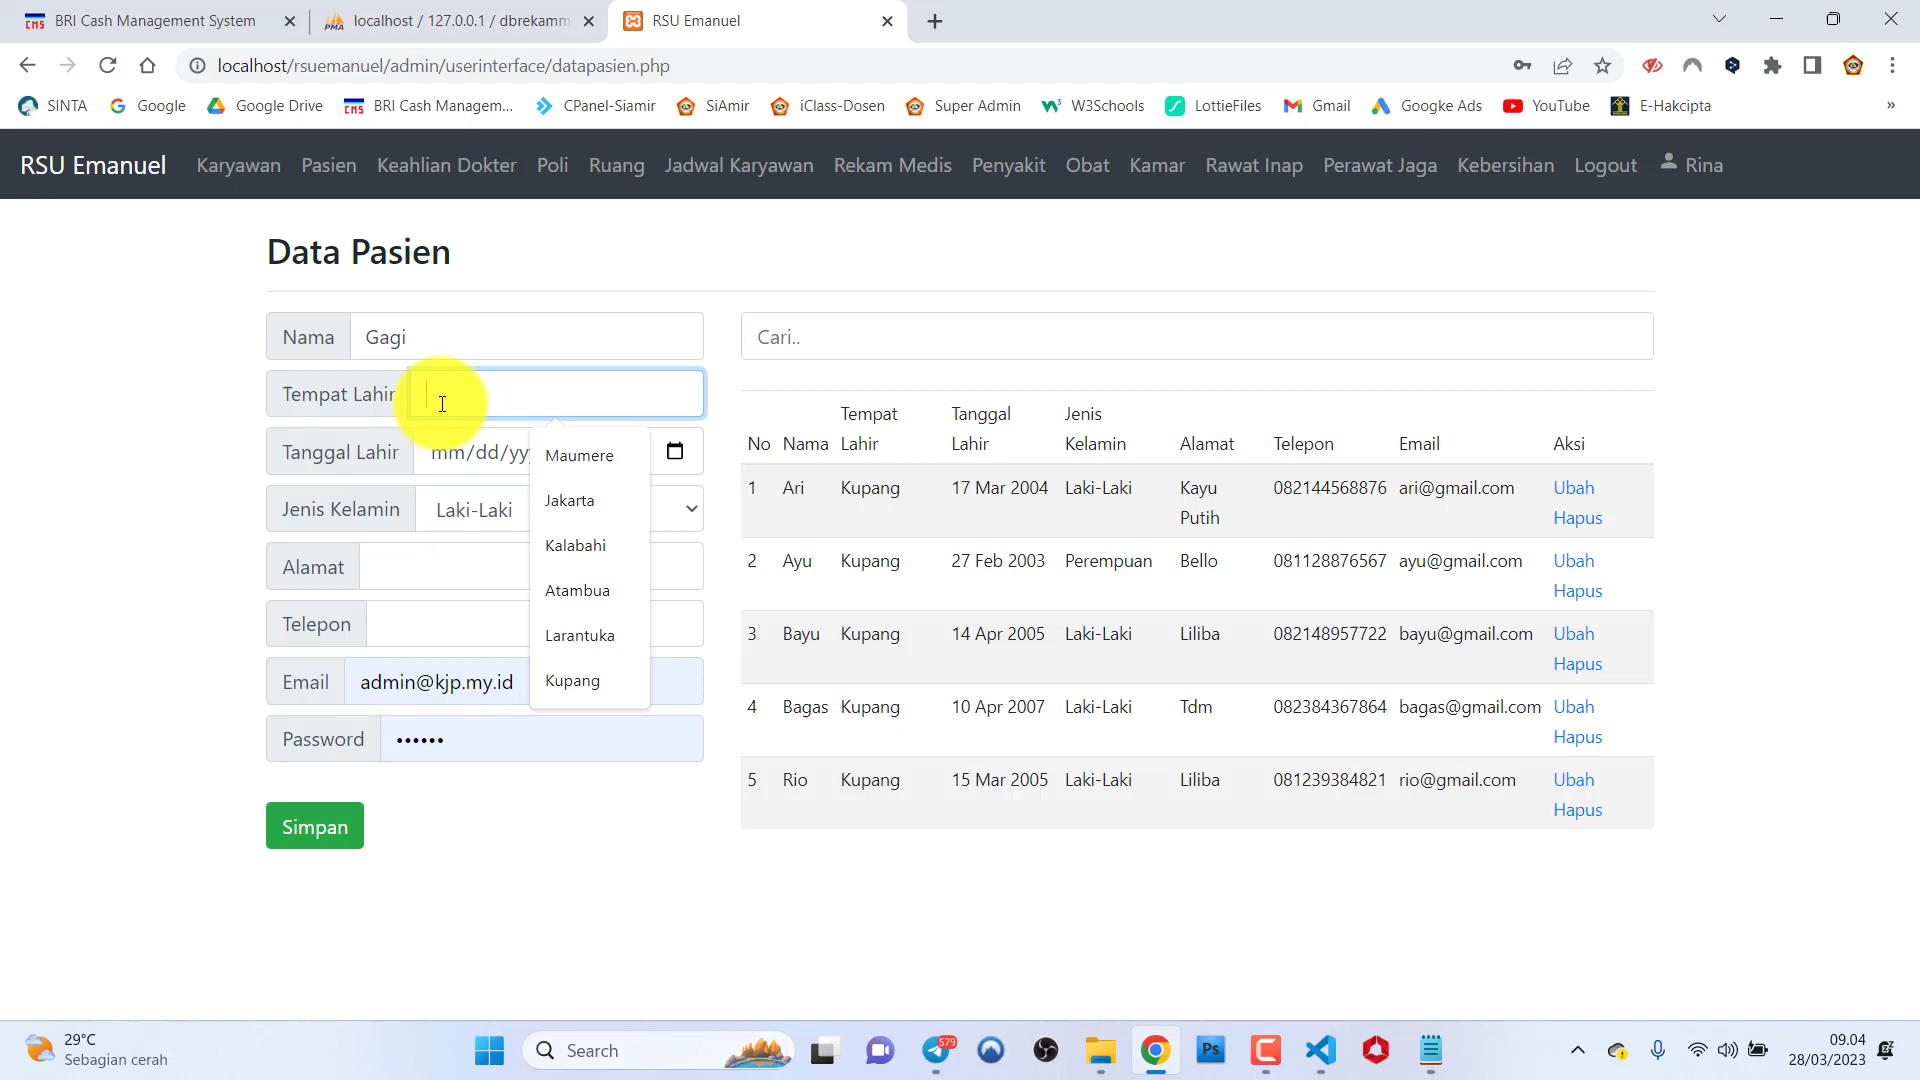 BRI Cash Management System
localhost / 127.0.0.1 / dbrekamm
RSU Emanuel
localhost/rsuemanuel/admin/userinterface/datapasien.php
SINTA
Google
Google Drive
BRI Cash Managem...
CPanel-Siamir
SiAmir
iClass-Dosen
Super Admin
W3Schools
LottieFiles
Gmail
Googke Ads
YouTube
E-Hakcipta
»
RSU Emanuel
Karyawan
Pasien
Keahlian Dokter
Poli
Ruang
Jadwal Karyawan
Rekam Medis
Penyakit
Obat
Kamar
Rawat Inap
Perawat Jaga
Kebersihan
Logout
Rina
Data Pasien
Nama Gagi
Tempat Lahir
Tanggal Lahir mm/dd/yy
Jenis Kelamin Laki-Laki
Alamat
Telepon
Email admin@kjp.my.id
Password ••••••
Simpan
Maumere
Jakarta
Kalabahi
Atambua
Larantuka
Kupang
Cari..
No Nama Tempat Lahir Tanggal Lahir Jenis Kelamin Alamat Telepon Email Aksi
1 Ari Kupang 17 Mar 2004 Laki-Laki Kayu Putih 082144568876 ari@gmail.com Ubah Hapus
2 Ayu Kupang 27 Feb 2003 Perempuan Bello 081128876567 ayu@gmail.com Ubah Hapus
3 Bayu Kupang 14 Apr 2005 Laki-Laki Liliba 082148957722 bayu@gmail.com Ubah Hapus
4 Bagas Kupang 10 Apr 2007 Laki-Laki Tdm 082384367864 bagas@gmail.com Ubah Hapus
5 Rio Kupang 15 Mar 2005 Laki-Laki Liliba 081239384821 rio@gmail.com Ubah Hapus
29°C
Sebagian cerah
Search
579
Ps
09.04
28/03/2023